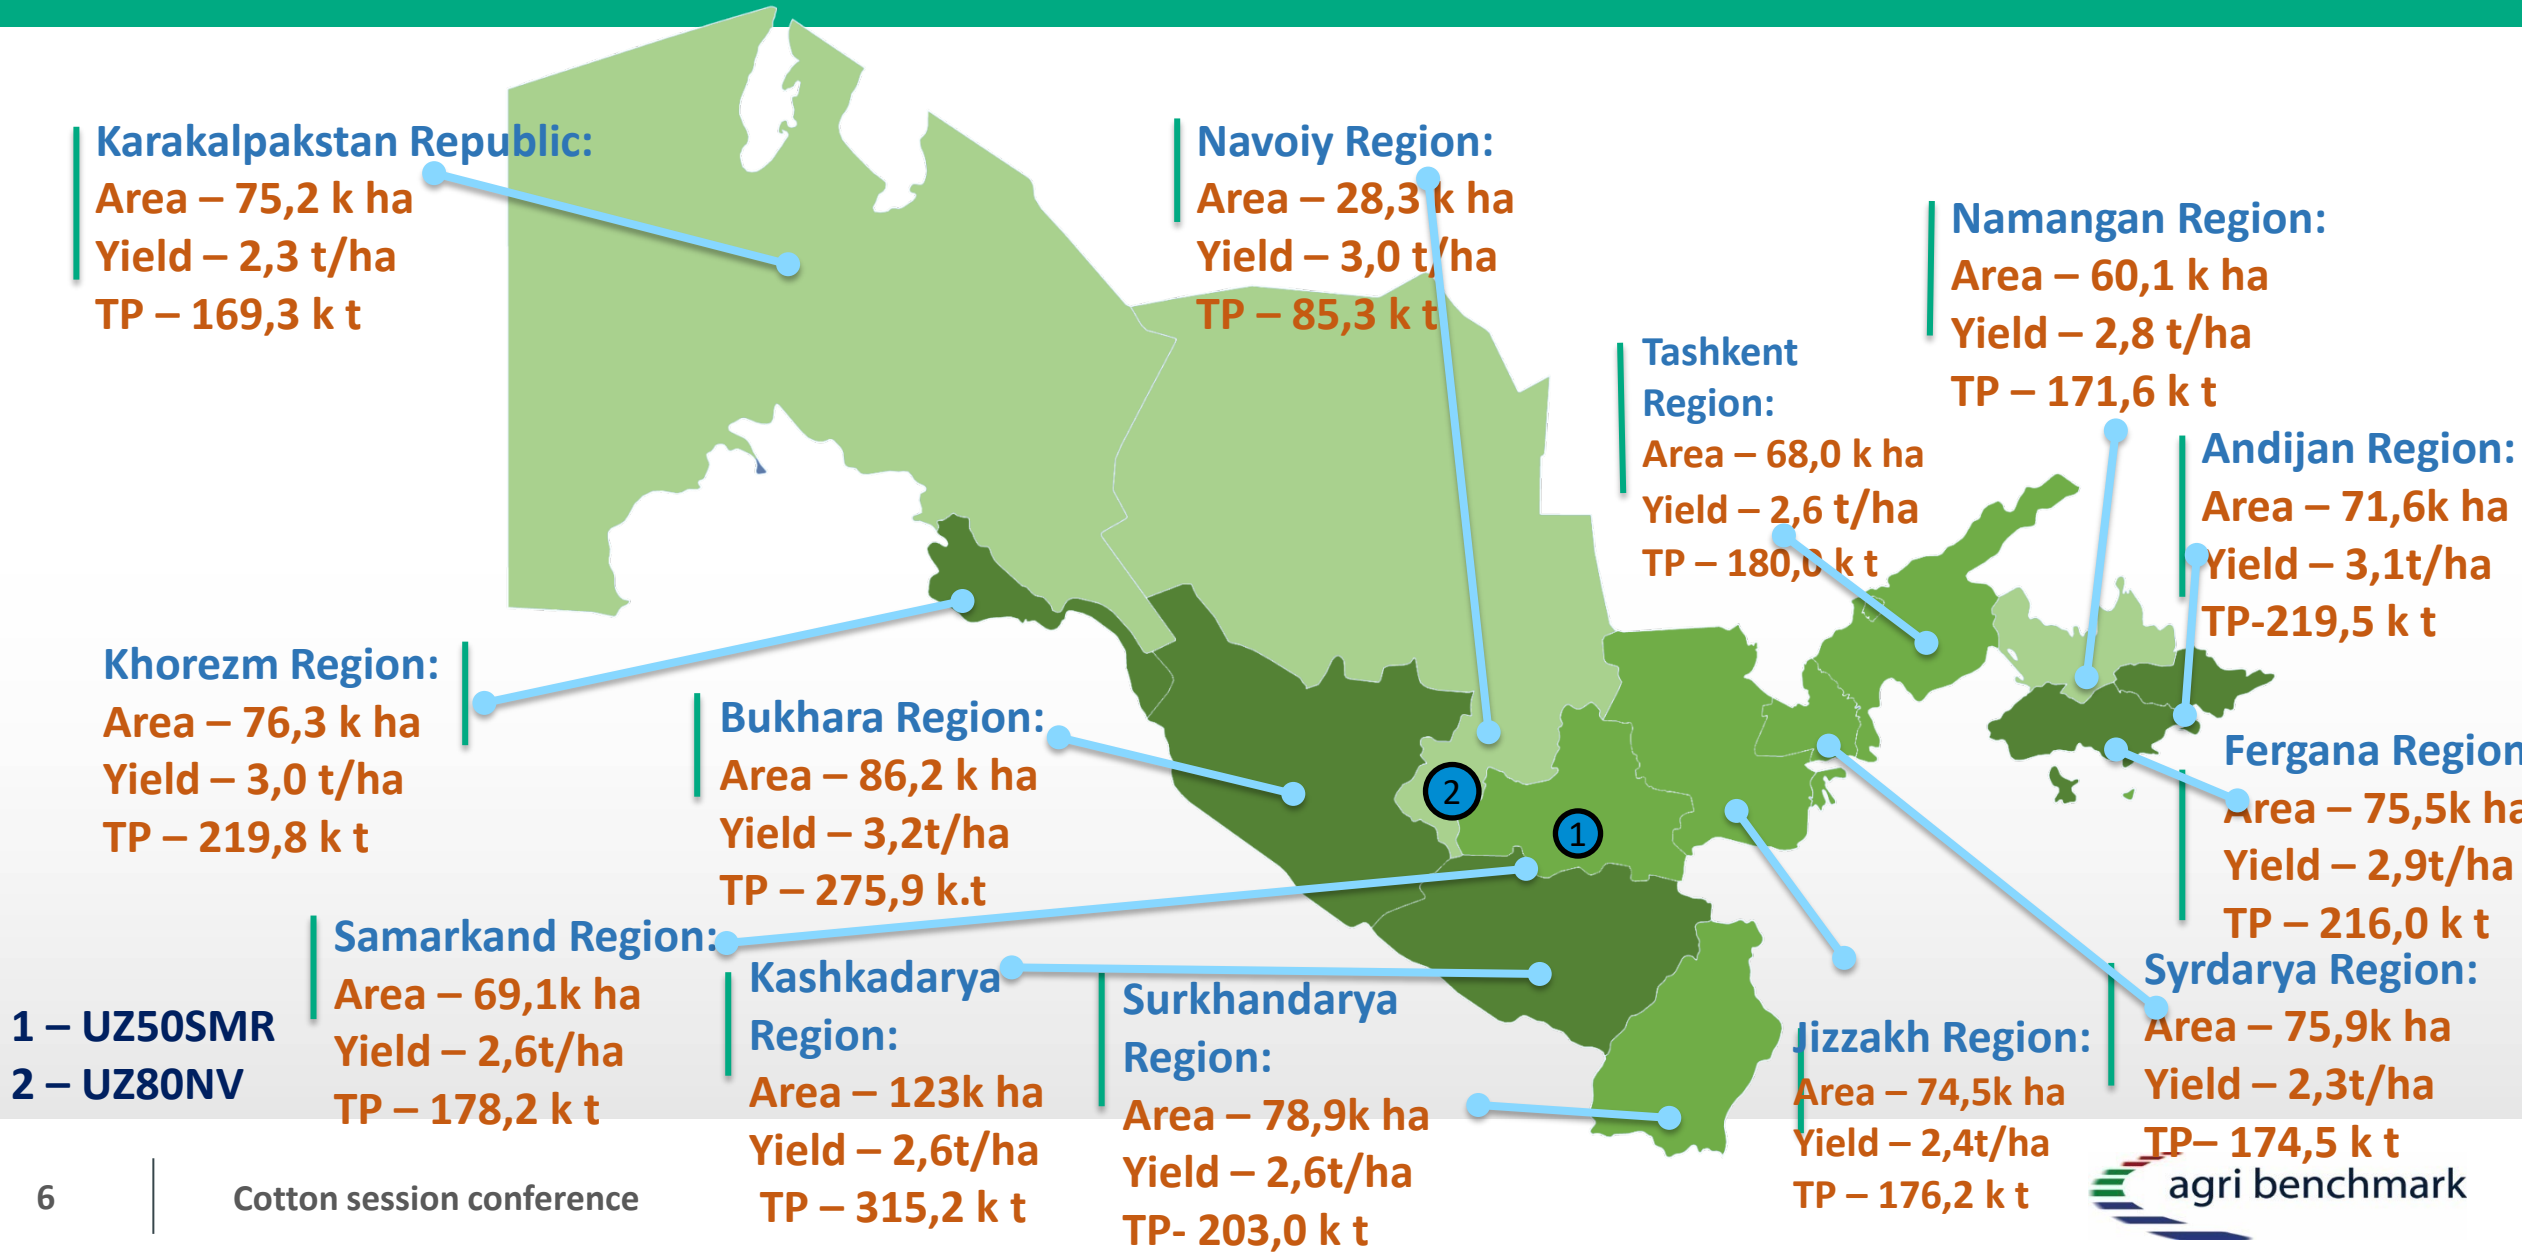 Karakalpakstan Republic:
Area – 75,2 k ha
Yield – 2,3 t/ha
TP – 169,3 k t
Navoiy Region:
Area – 28,3 k ha
Yield – 3,0 t/ha
TP – 85,3 k t
Namangan Region:
Area – 60,1 k ha
Yield – 2,8 t/ha
TP – 171,6 k t
Tashkent
Region:
Area – 68,0 k ha
Yield – 2,6 t/ha
TP – 180,0 k t
Andijan Region:
Area – 71,6k ha
Yield – 3,1t/ha
TP-219,5 k t
Khorezm Region:
Area – 76,3 k ha
Yield – 3,0 t/ha
TP – 219,8 k t
Bukhara Region:
Area – 86,2 k ha
Yield – 3,2t/ha
TP – 275,9 k.t
2
1
Fergana Region
Area – 75,5k ha
Yield – 2,9t/ha
TP – 216,0 k t
Samarkand Region:
Area – 69,1k ha
Yield – 2,6t/ha
TP – 178,2 k t
Kashkadarya
Region:
Area – 123k ha
Yield – 2,6t/ha
TP – 315,2 k t
Surkhandarya
Region:
Area – 78,9k ha
Yield – 2,6t/ha
TP- 203,0 k t
Jizzakh Region:
Area – 74,5k ha
Yield – 2,4t/ha
TP – 176,2 k t
Syrdarya Region:
Area – 75,9k ha
Yield – 2,3t/ha
TP– 174,5 k t
1 – UZ50SMR
2 – UZ80NV
6
Cotton session conference
agri benchmark